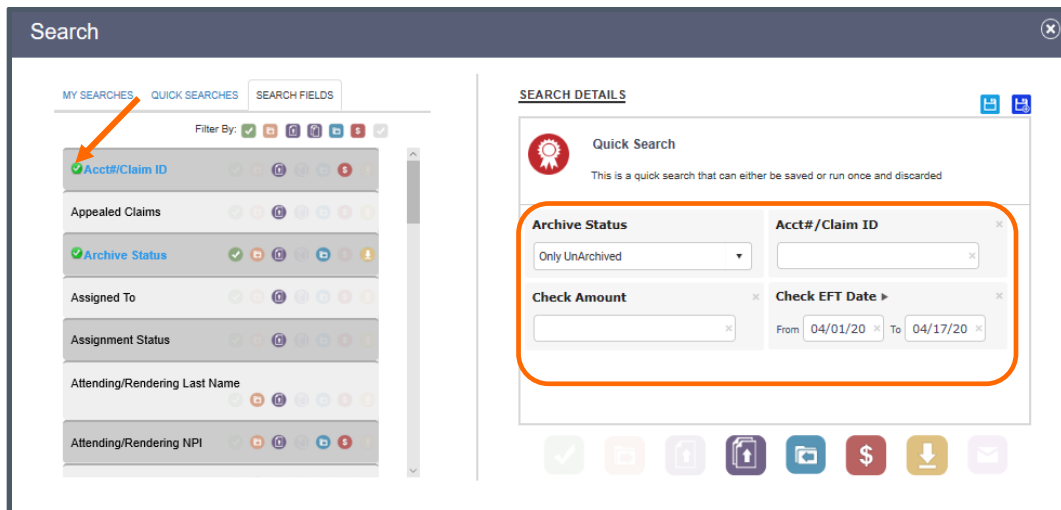 Search
MY SEARCHES QUICK SEARCHES SEARCH FIELDS
Filter By:
Acct#/Claim ID
Appealed Claims
Archive Status
Assigned To
Assignment Status
Attending/Rendering Last Name
Attending/Rendering NPI
SEARCH DETAILS
Quick Search
This is a quick search that can either be saved or run once and discarded
Archive Status Acct#/Claim ID
Only UnArchived
Check Amount Check EFT Date
From 04/01/20 To 04/17/20